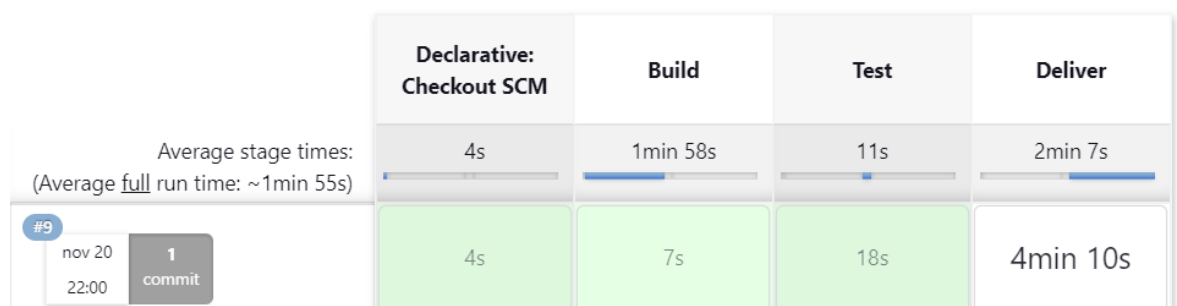 Declarative:
Checkout SCM
Build
Test
Deliver
Average stage times:
(Average full run time: ~1min 55s)
4s
1min 58s
11s
2min 7s
#9
nov 20
22:00
1
commit
4s
7s
18s
4min 10s